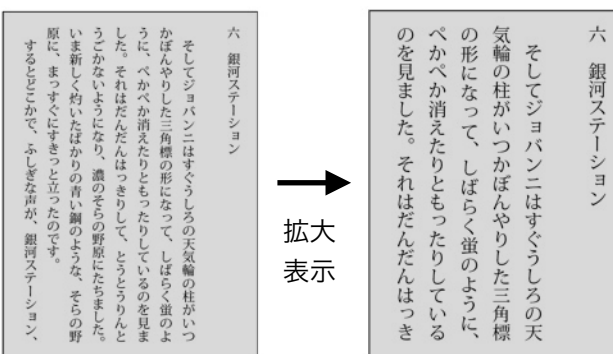 六　銀河ステーション
そしてジョバンニはすぐうしろの天気輪の柱がいつ
かぼんやりした三角標の形になって、しばらく蛍のよ
うに、ぺかぺか消えたりともったりしているのを見ま
した。それはだんだんはっきりして、とうとうりんと
うごかないようになり、濃のそらの野原にたちました。
いま新しく灼いたばかりの青い鋼のような、そらの野
原に、まっすぐにすきっと立ったのです。
するとどこかで、ふしぎな声が、銀河ステーション、
拡大
表示
六　銀河ステーション
そしてジョバンニはすぐうしろの天
気輪の柱がいつかぼんやりした三角標
の形になって、しばらく蛍のように、
ぺかぺか消えたりともったりしている
のを見ました。それはだんだんはっき